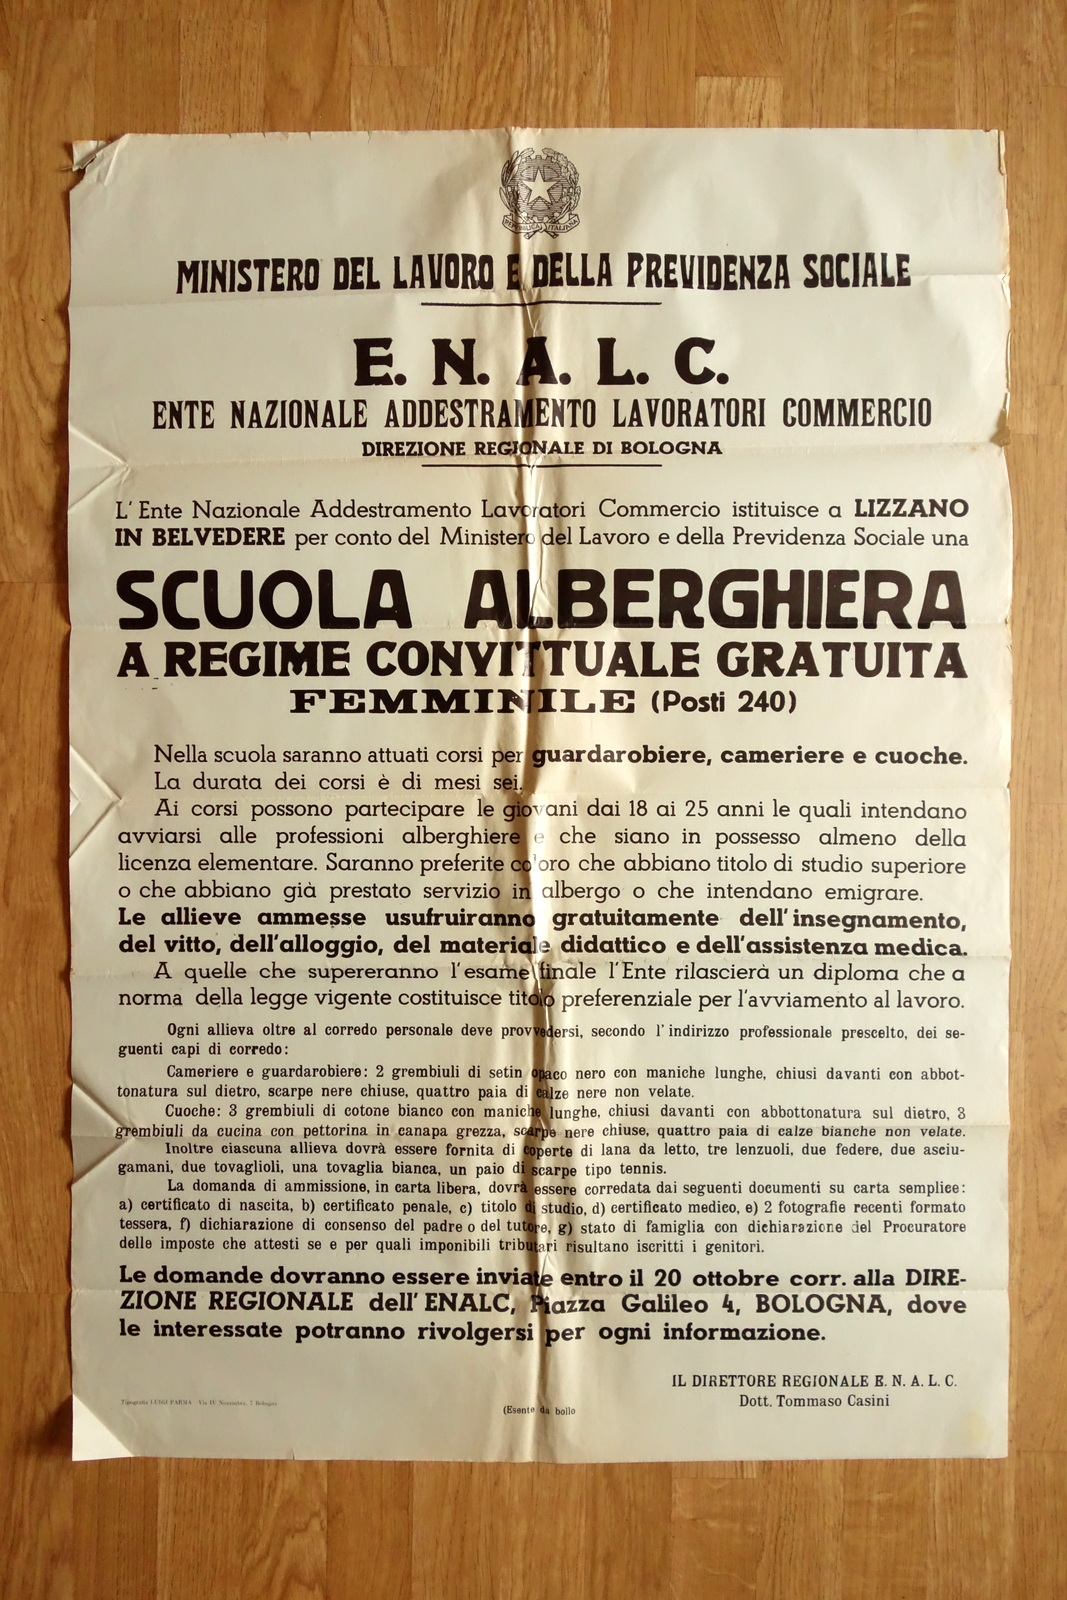 REPUBBLICA ITALIANA
MINISTERO DEL LAVORO E DELLA PREVIDENZA SOCIALE
E. N. A. L. C.
ENTE NAZIONALE ADDESTRAMENTO LAVORATORI COMMERCIO
DIREZIONE REGIONALE DI BOLOGNA
L'Ente Nazionale Addestramento Lavoratori Commercio istituisce a LIZZANO
IN BELVEDERE per conto del Ministero del Lavoro e della Previdenza Sociale una
SCUOLA ALBERGHIERA
A REGIME CONVITTUALE GRATUITA
FEMMINILE (Posti 240)
Nella scuola saranno attuati corsi per guardarobiere, cameriere e cuoche.
La durata dei corsi è di mesi sei.
Ai corsi possono partecipare le giovani dai 18 ai 25 anni le quali intendano
avviarsi alle professioni alberghiere e che siano in possesso almeno della
licenza elementare. Saranno preferite coloro che abbiano titolo di studio superiore
o che abbiano già prestato servizio in albergo o che intendano emigrare.
Le allieve ammesse usufruiranno gratuitamente dell'insegnamento,
del vitto, dell'alloggio, del materiale didattico e dell'assistenza medica.
A quelle che supereranno l'esame finale l'Ente rilascierà un diploma che a
norma della legge vigente costituisce titolo preferenziale per l'avviamento al lavoro.
Ogni allieva oltre al corredo personale deve provvedersi, secondo l'indirizzo professionale prescelto, dei se-
guenti capi di corredo:
Cameriere e guardarobiere: 2 grembiuli di setin opaco nero con maniche lunghe, chiusi davanti con abbot-
tonatura sul dietro, scarpe nere chiuse, quattro paia di calze nere non velate.
Cuoche: 3 grembiuli di cotone bianco con maniche lunghe, chiusi davanti con abbottonatura sul dietro, 3
grembiuli da cucina con pettorina in canapa grezza, scarpe nere chiuse, quattro paia di calze bianche non velate.
Inoltre ciascuna allieva dovrà essere fornita di coperte di lana da letto, tre lenzuoli, due federe, due asciu-
gamani, due tovaglioli, una tovaglia bianca, un paio di scarpe tipo tennis.
La domanda di ammissione, in carta libera, dovrà essere corredata dai seguenti documenti su carta semplice:
a) certificato di nascita, b) certificato penale, c) titolo di studio, d) certificato medico, e) 2 fotografie recenti formato
tessera, f) dichiarazione di consenso del padre o del tutore, g) stato di famiglia con dichiarazione del Procuratore
delle imposte che attesti se e per quali imponibili tributari risultano iscritti i genitori.
Le domande dovranno essere inviate entro il 20 ottobre corr. alla DIRE-
ZIONE REGIONALE dell'ENALC, Piazza Galileo 4, BOLOGNA, dove
le interessate potranno rivolgersi per ogni informazione.
IL DIRETTORE REGIONALE E. N. A. L. C.
Dott. Tommaso Casini
Tipografia LUIGI PARMA - Via IV Novembre, 7 Bologna
(Esente da bollo